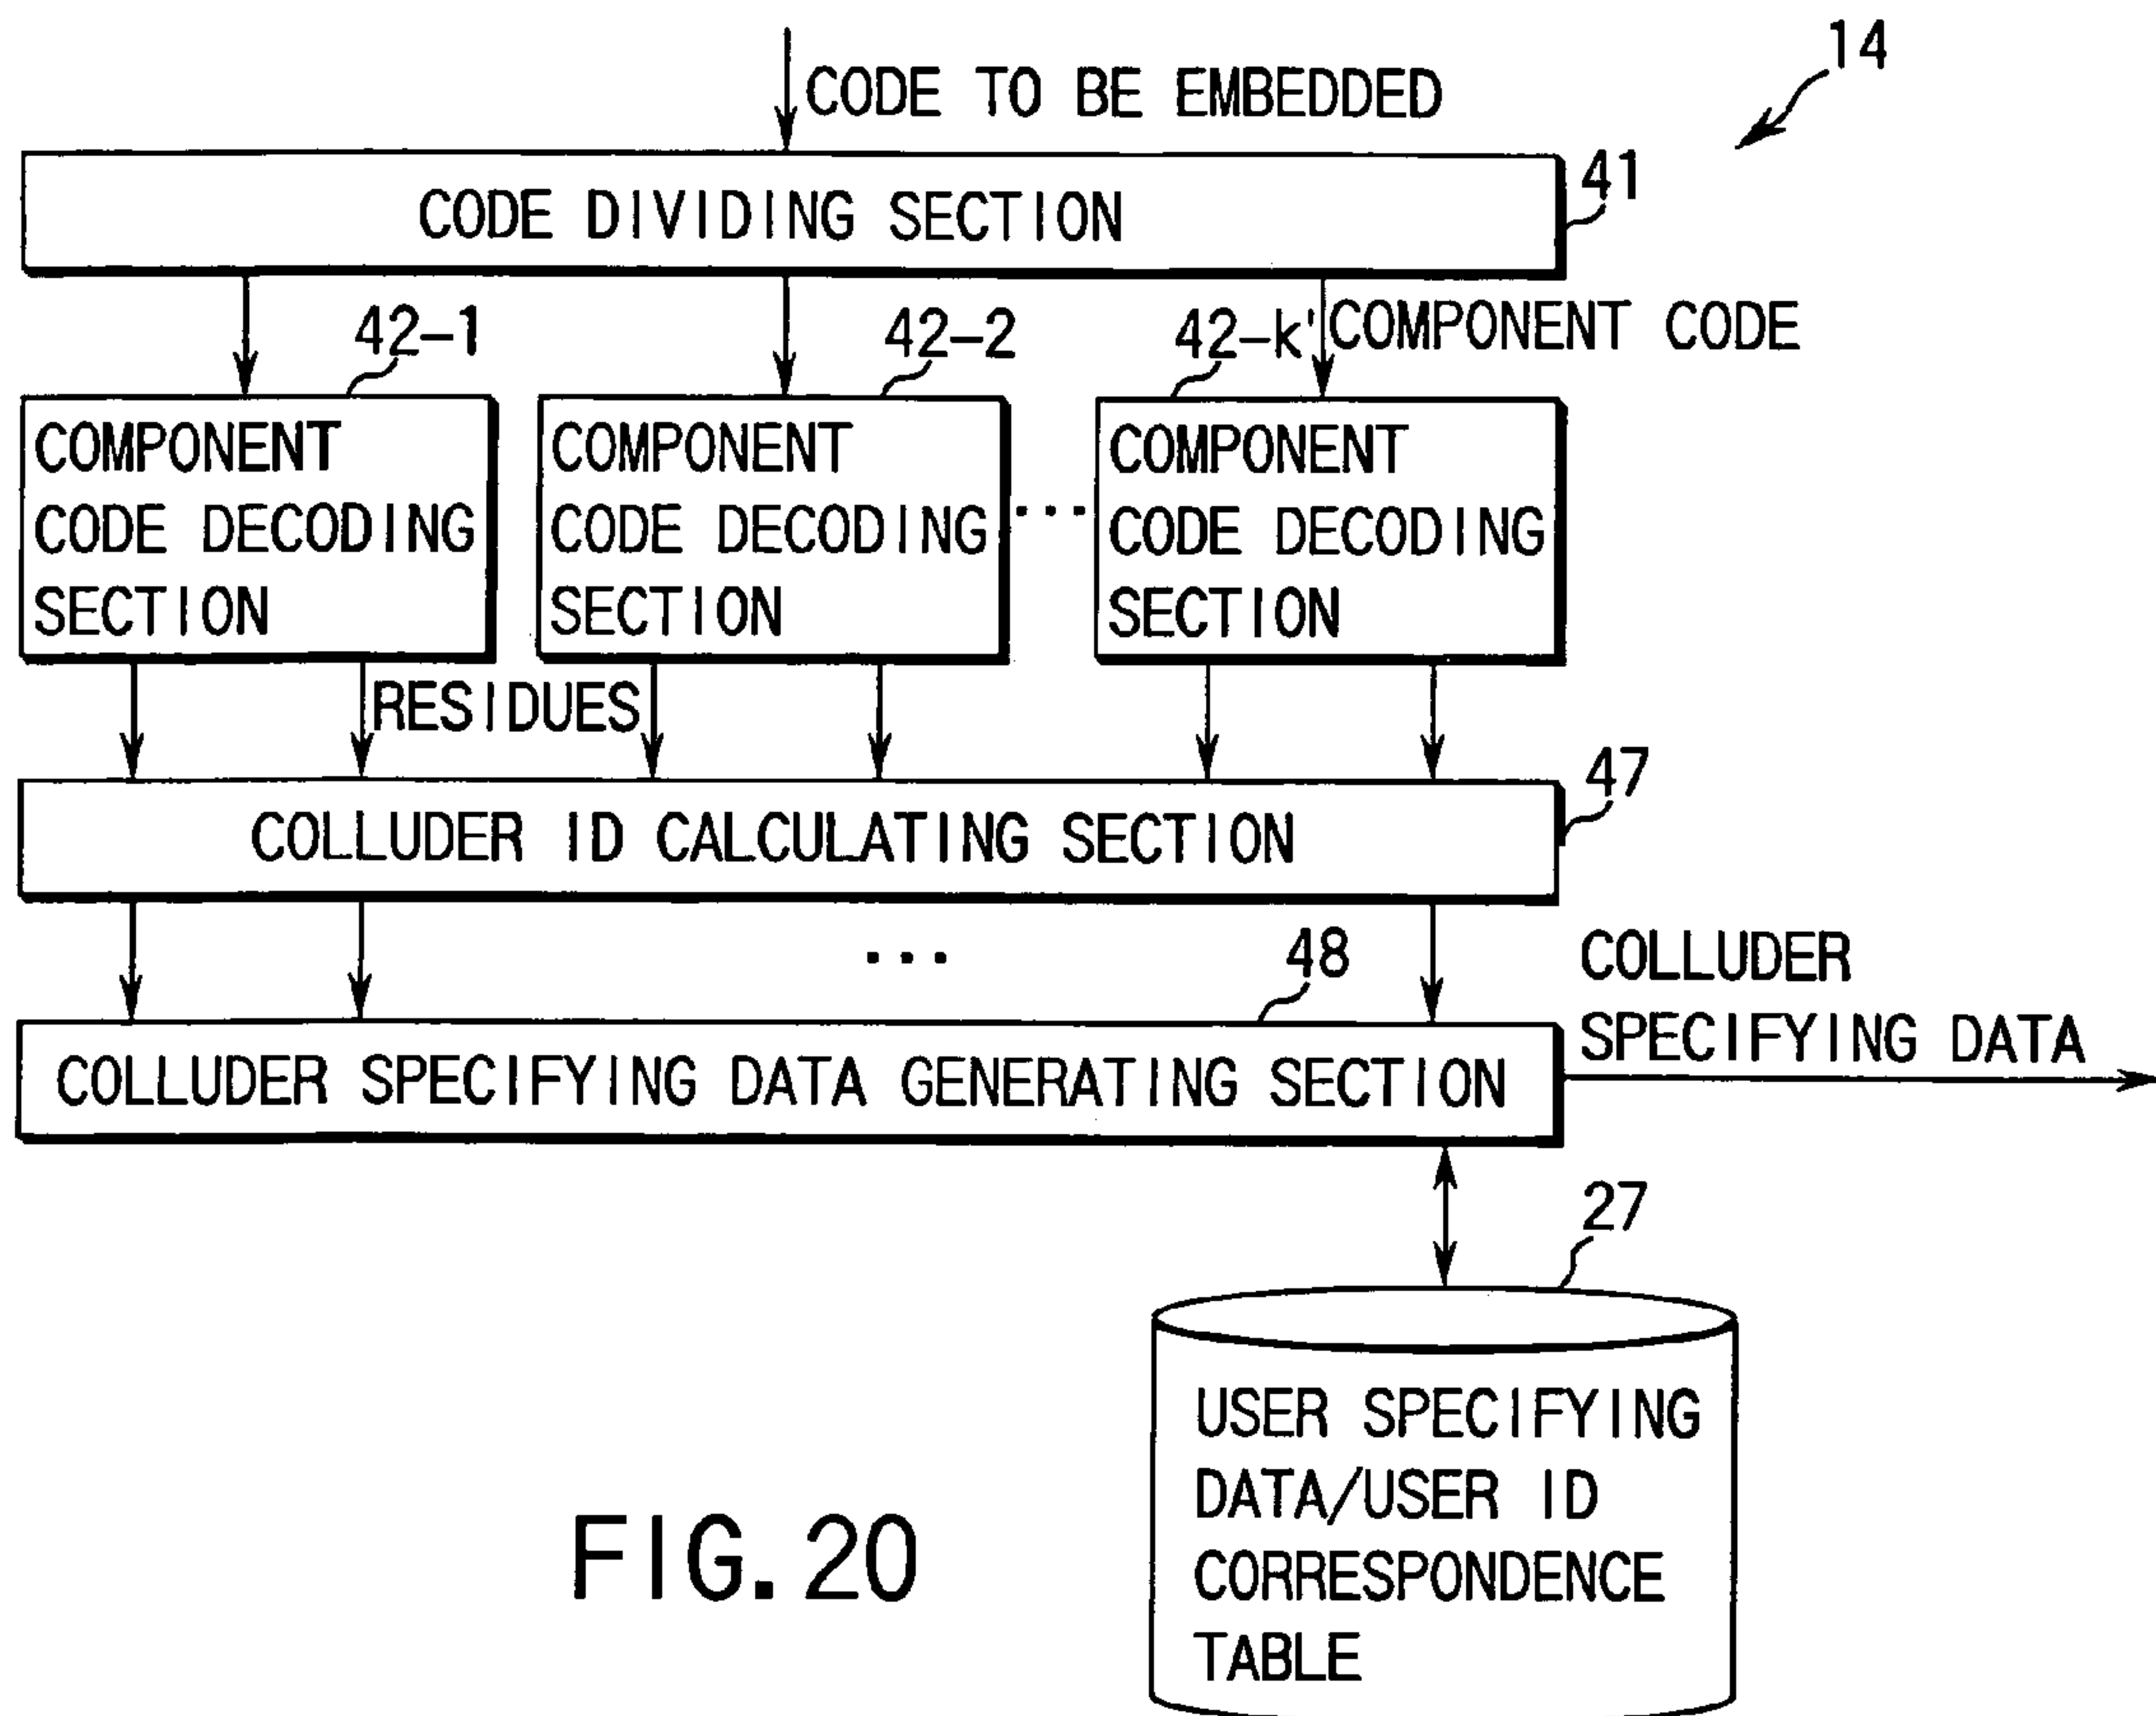 14
CODE TO BE EMBEDDED
CODE DIVIDING SECTION
41
42-1
42-2
42-k'
COMPONENT CODE
COMPONENT
CODE DECODING
SECTION
COMPONENT
CODE DECODING
SECTION
...
COMPONENT
CODE DECODING
SECTION
RESIDUES
47
COLLUDER ID CALCULATING SECTION
...
48
COLLUDER
SPECIFYING DATA
COLLUDER SPECIFYING DATA GENERATING SECTION
27
USER SPECIFYING
DATA/USER ID
CORRESPONDENCE
TABLE
FIG. 20